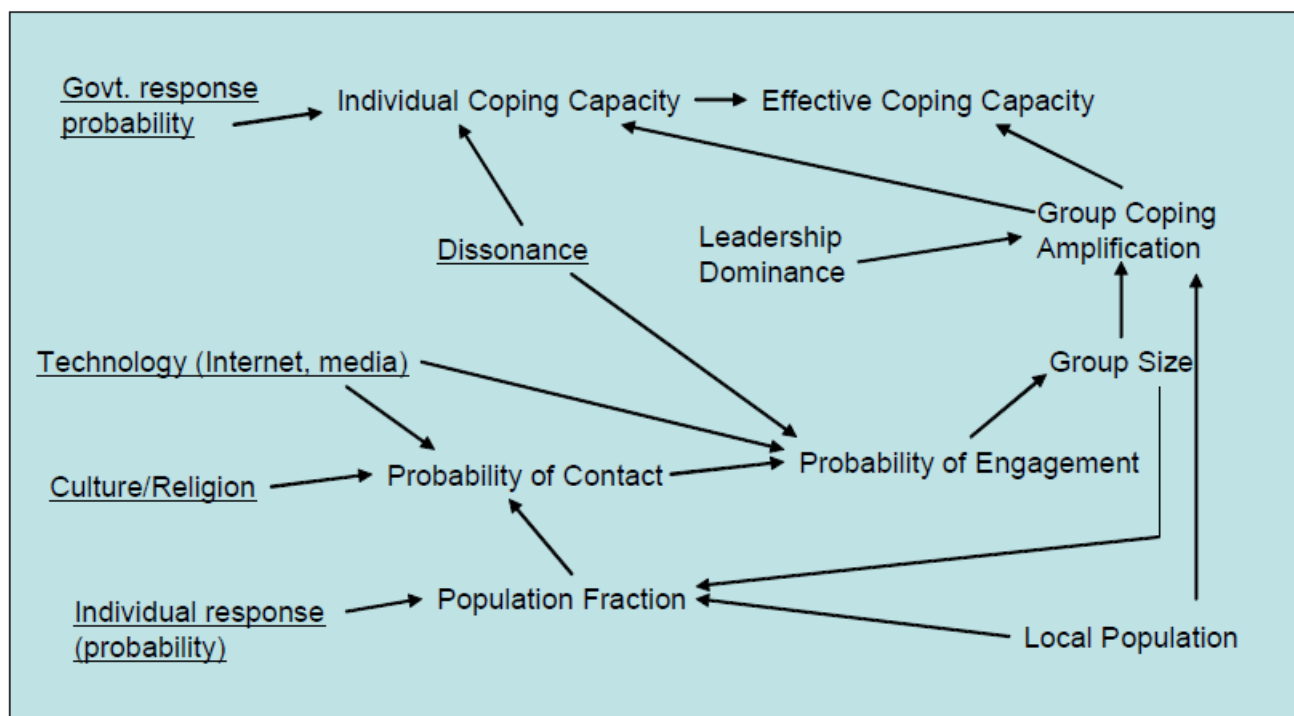 Govt. response
probability
Individual Coping Capacity
Effective Coping Capacity
Group Coping
Amplification
Leadership
Dominance
Dissonance
Technology (Internet, media)
Group Size
Probability of Engagement
Probability of Contact
Culture/Religion
Population Fraction
Individual response
(probability)
Local Population